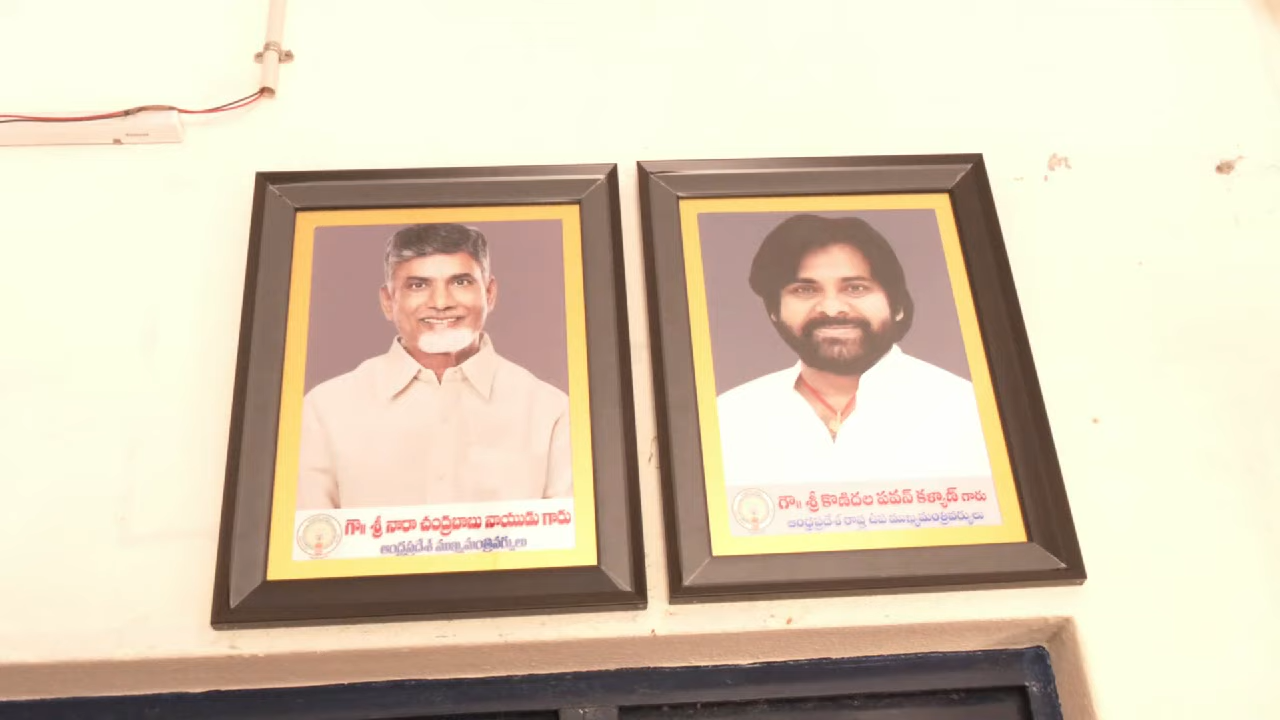 గౌ॥ శ్రీ నారా చంద్రబాబు నాయుడు గారు
ఆంధ్రప్రదేశ్ ముఖ్యమంత్రివర్యులు
గౌ॥ శ్రీ కొణిదల పవన్ కళ్యాణ్ గారు
ఆంధ్రప్రదేశ్ రాష్ట్ర ఉప ముఖ్యమంత్రివర్యులు